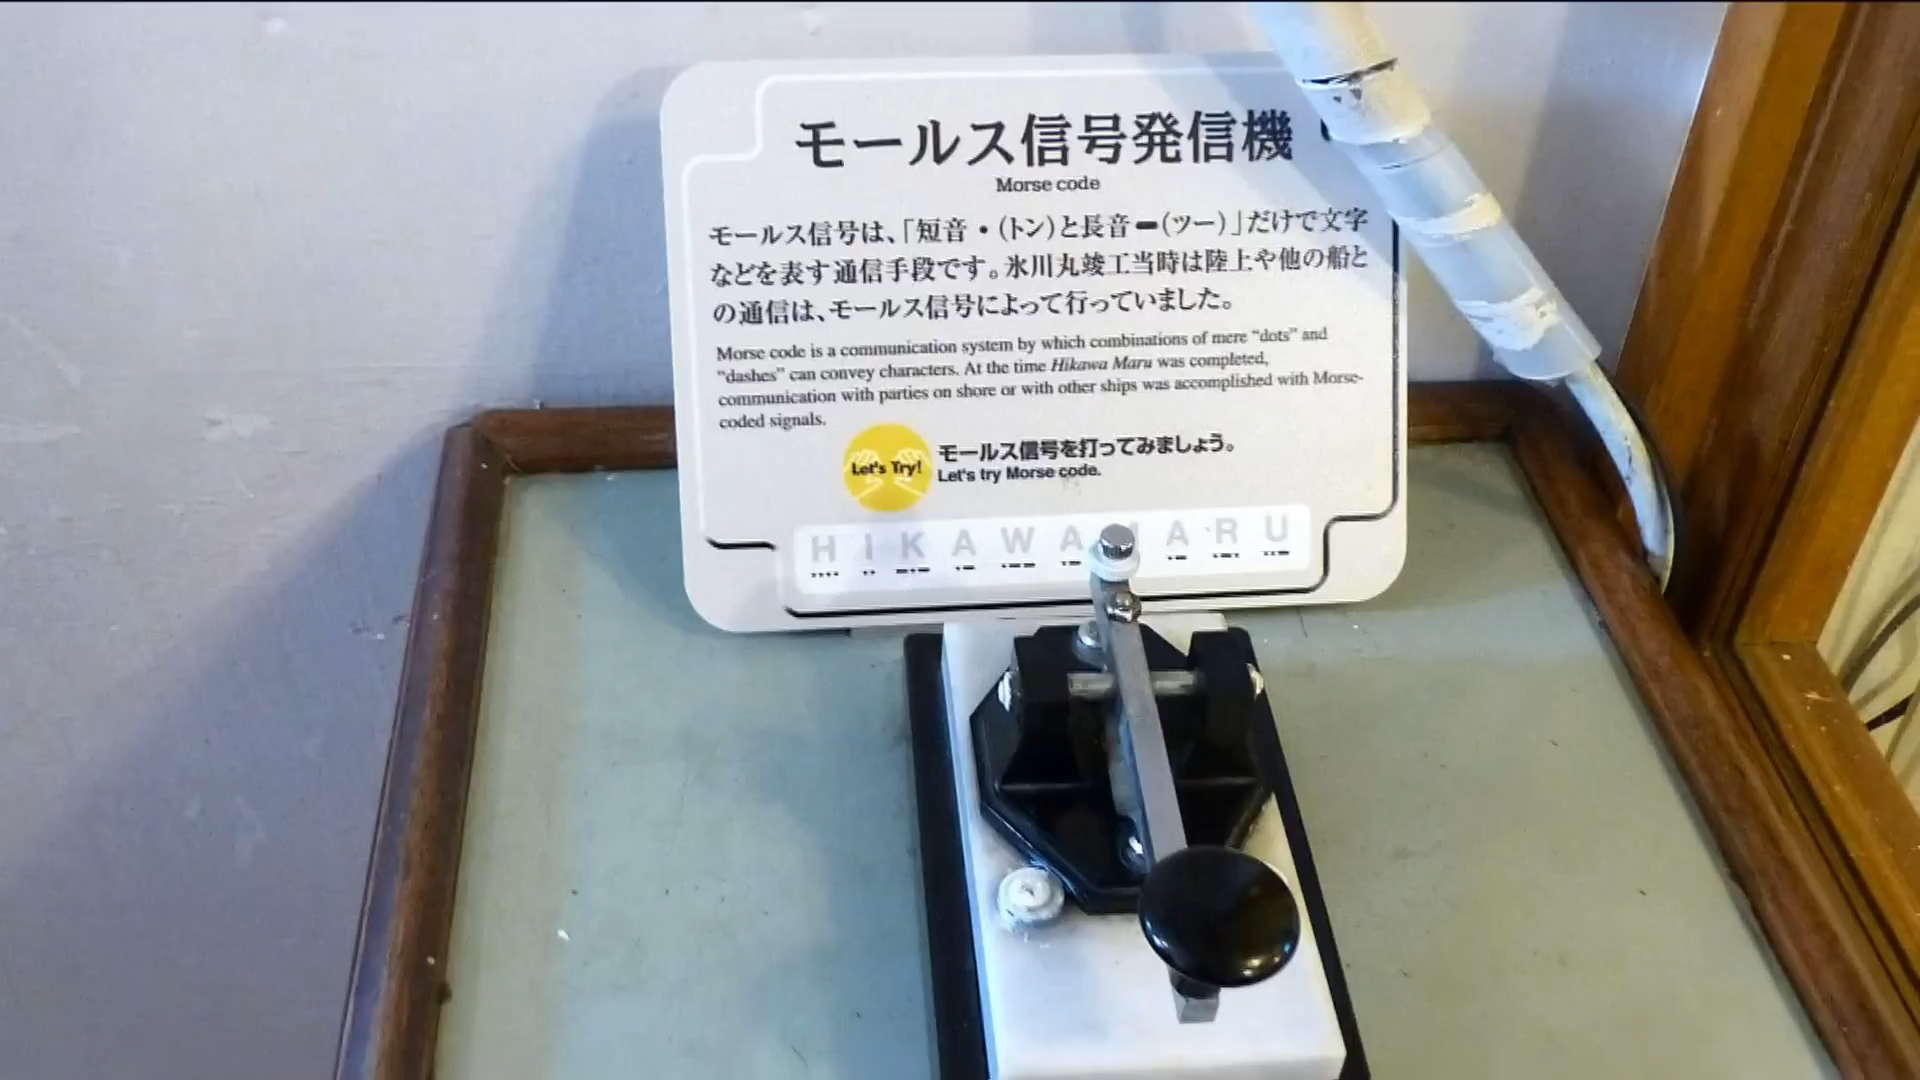 モールス信号発信機
Morse code
モールス信号は、「短音・(トン)と長音━(ツー)」だけで文字
などを表す通信手段です。氷川丸竣工当時は陸上や他の船と
の通信は、モールス信号によって行っていました。
Morse code is a communication system by which combinations of mere “dots” and
“dashes” can convey characters. At the time Hikawa Maru was completed,
communication with parties on shore or with other ships was accomplished with Morse-
coded signals.
Let's Try!
モールス信号を打ってみましょう。
Let's try Morse code.
H I K A W A A R U